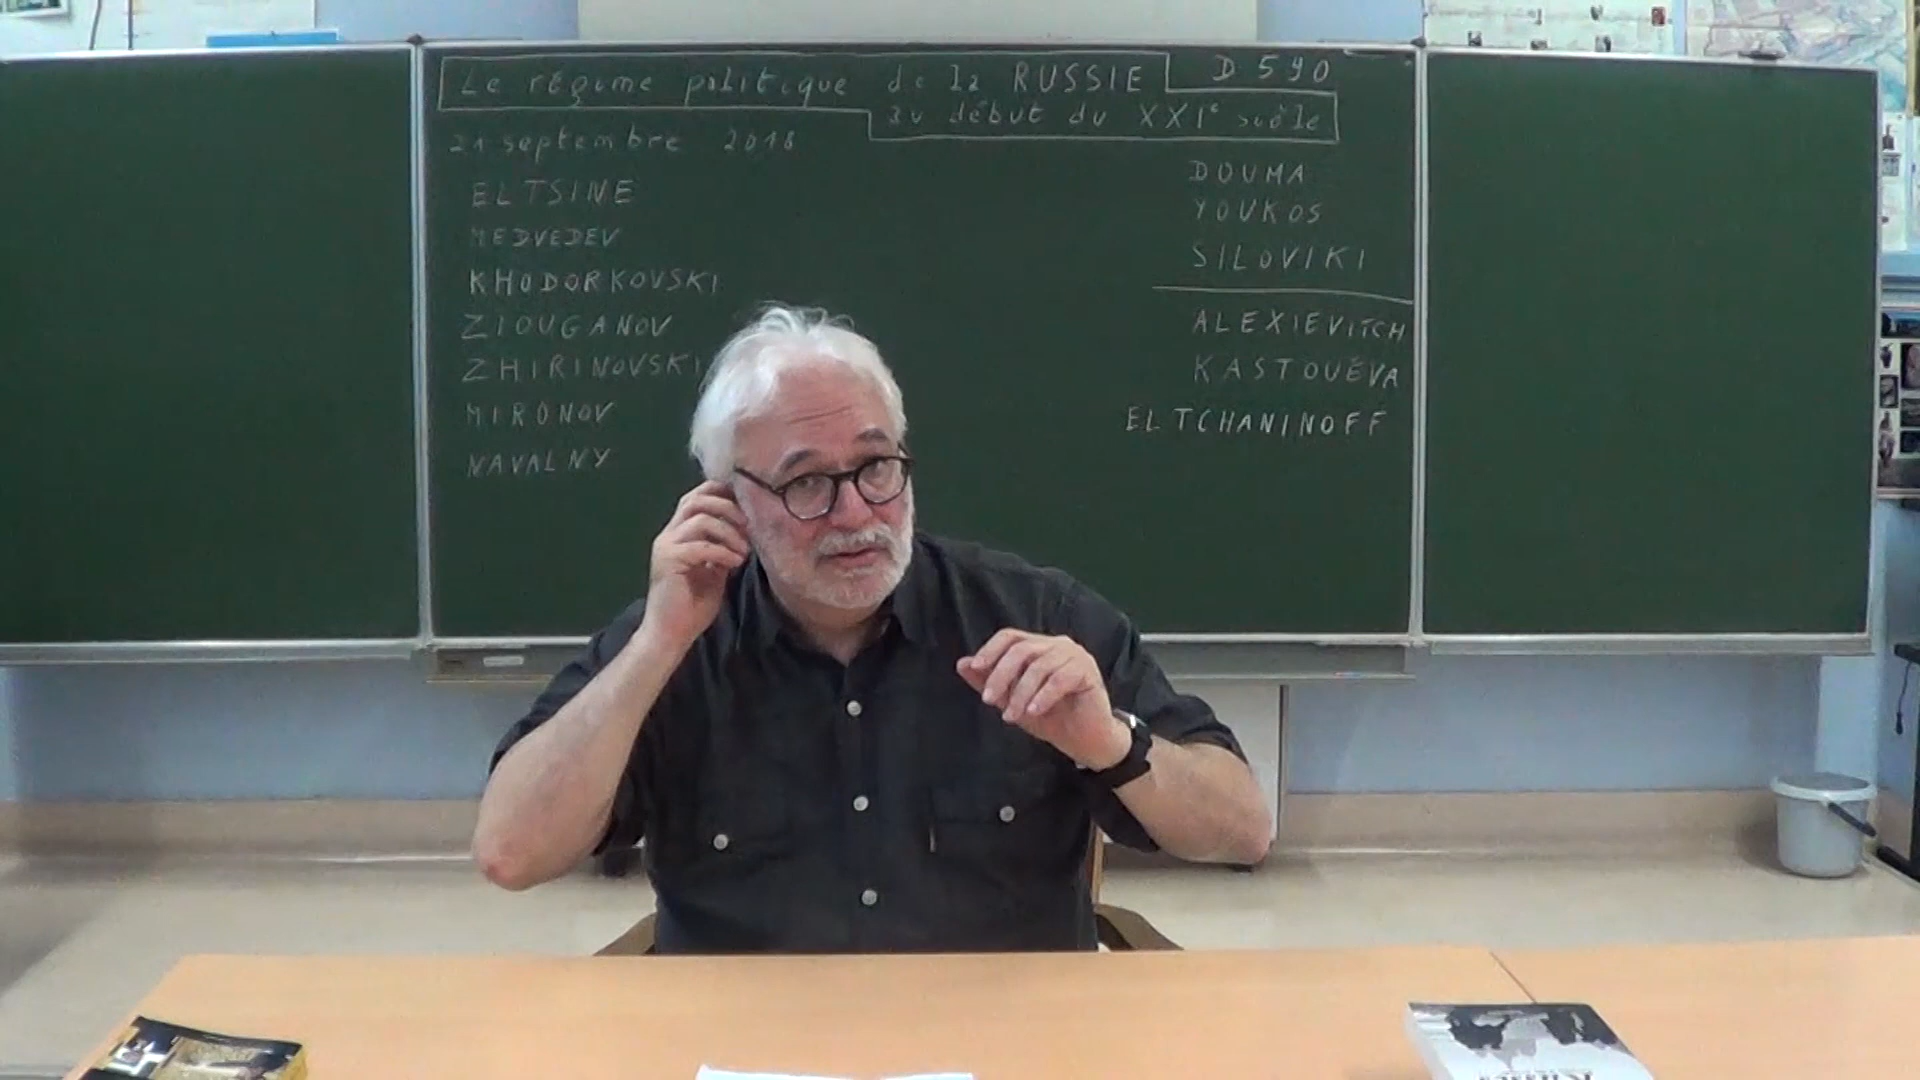 Le régime politique de la RUSSIE D 590
au début du XXIe siècle
21 septembre 2018
ELTSINE
MEDVEDEV
KHODORKOVSKI
ZIOUGANOV
ZHIRINOVSKI
MIRONOV
NAVALNY
DOUMA
YOUKOS
SILOVIKI
ALEXIEVITCH
KASTOUÉVA
ELTCHANINOFF